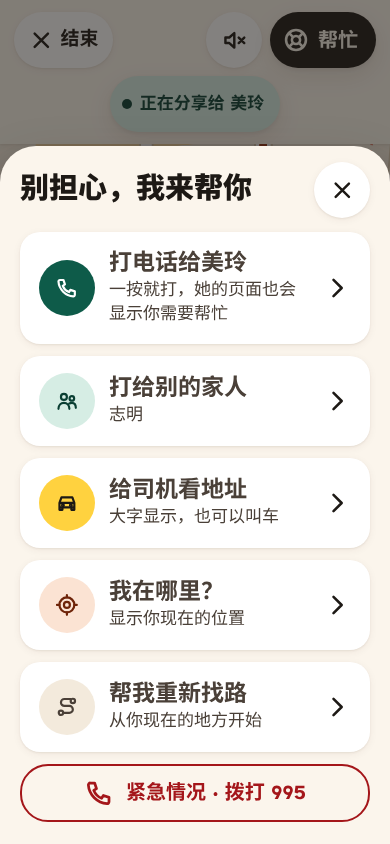 结束
帮忙
正在分享给 美玲
别担心，我来帮你
打电话给美玲
一按就打，她的页面也会
显示你需要帮忙
打给别的家人
志明
给司机看地址
大字显示，也可以叫车
我在哪里？
显示你现在的位置
帮我重新找路
从你现在的地方开始
紧急情况 · 拨打 995